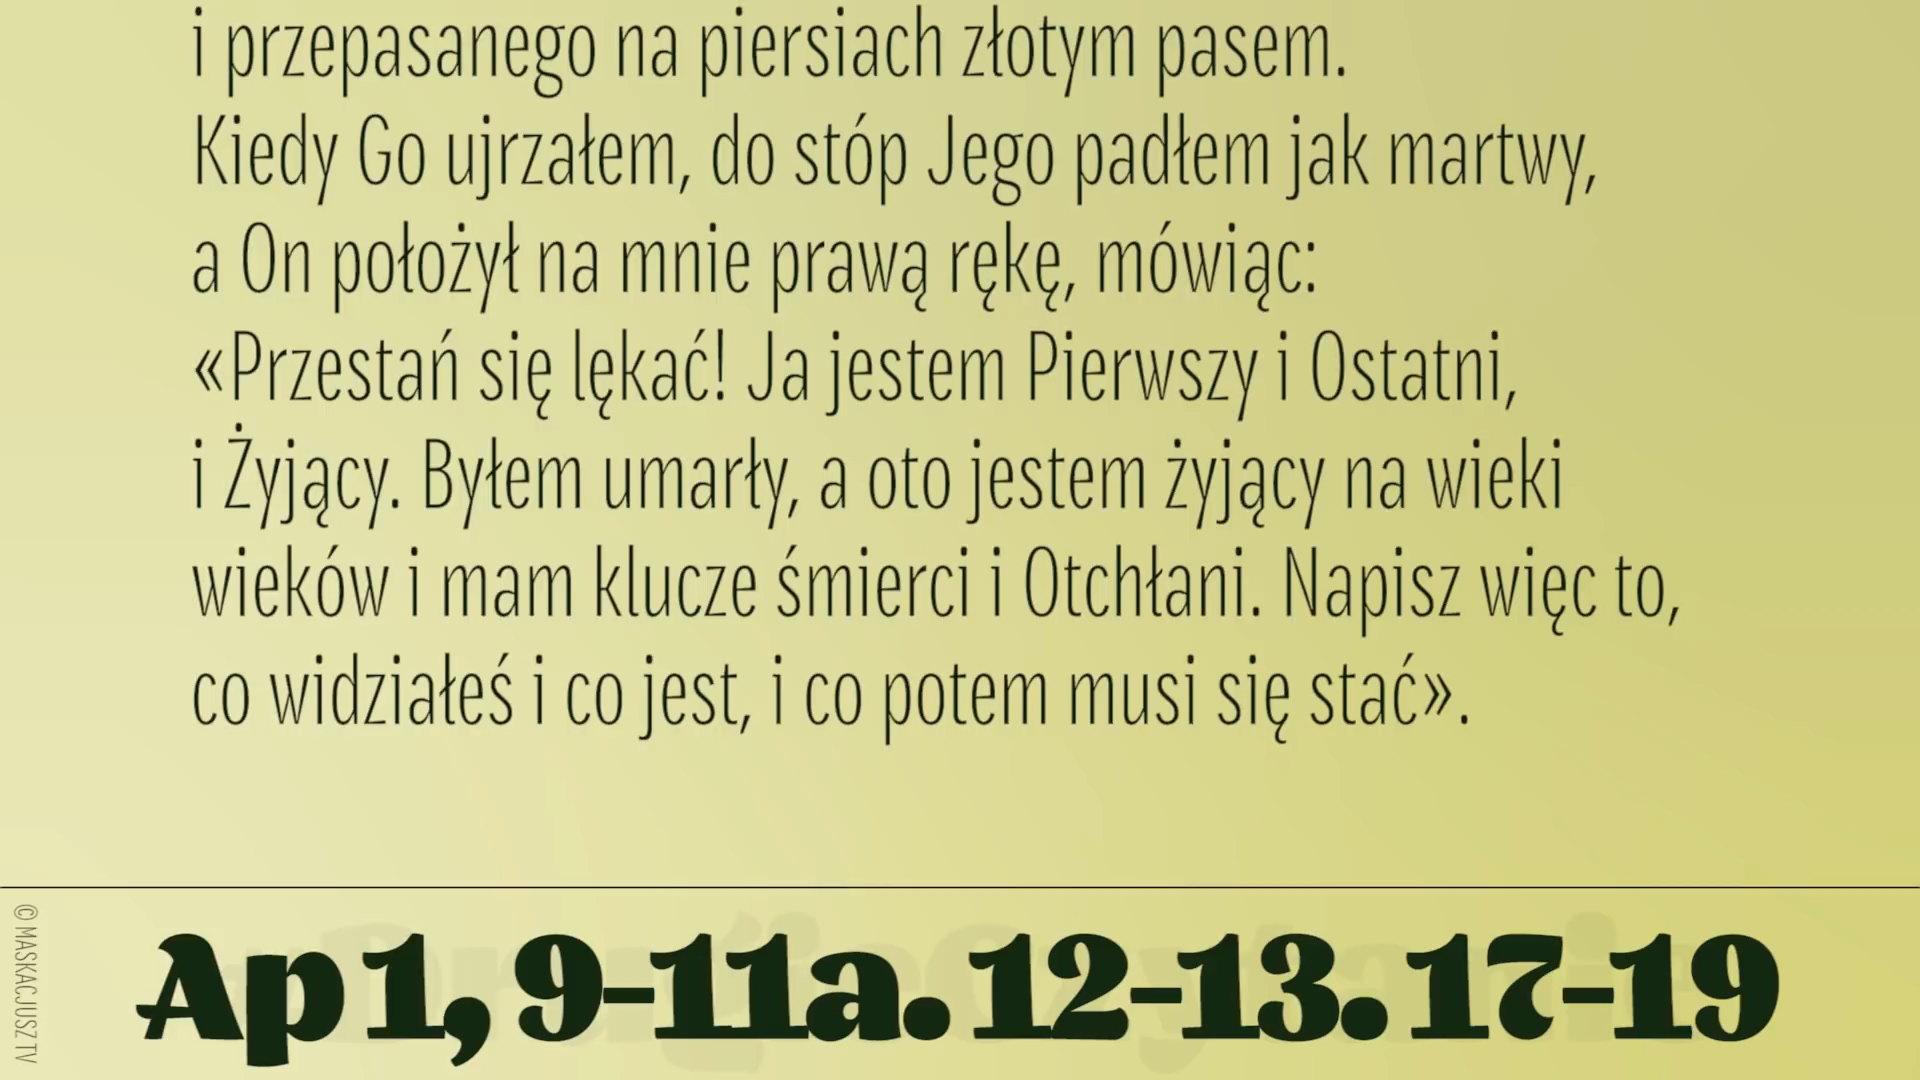 i przepasanego na piersiach złotym pasem.
Kiedy Go ujrzałem, do stóp Jego padłem jak martwy,
a On położył na mnie prawą rękę, mówiąc:
«Przestań się lękać! Ja jestem Pierwszy i Ostatni,
i Żyjący. Byłem umarły, a oto jestem żyjący na wieki
wieków i mam klucze śmierci i Otchłani. Napisz więc to,
co widziałeś i co jest, i co potem musi się stać».
© MASKACJUSZ TV
Ap 1, 9-11a. 12-13. 17-19